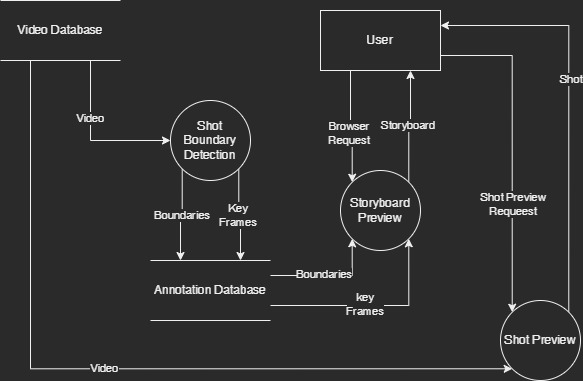 Video Database
User
Shot
Video
Browser
Request
Storyboard
Shot
Boundary
Detection
Boundaries
Key
Frames
Storyboard
Preview
Shot Preview
Requeest
Boundaries
Annotation Database
key
Frames
Shot Preview
Video